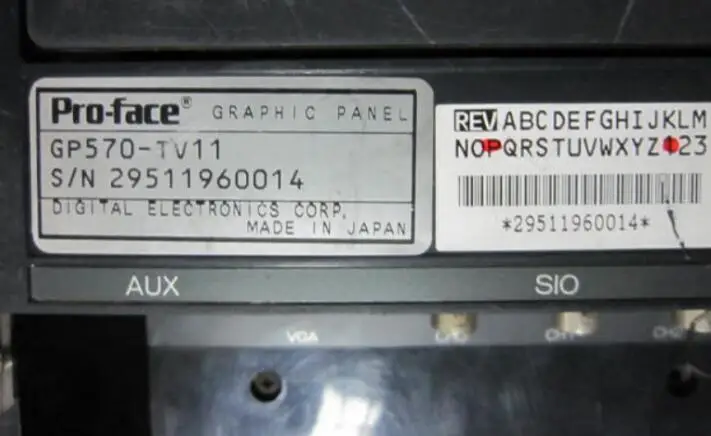 Pro-face® GRAPHIC PANEL
GP570-TV11
S/N 29511960014
DIGITAL ELECTRONICS CORP.
MADE IN JAPAN
REV ABCDEFGHIJKLM
NOPQRSTUVWXYZ123
*29511960014*
AUX
SIO
VGA